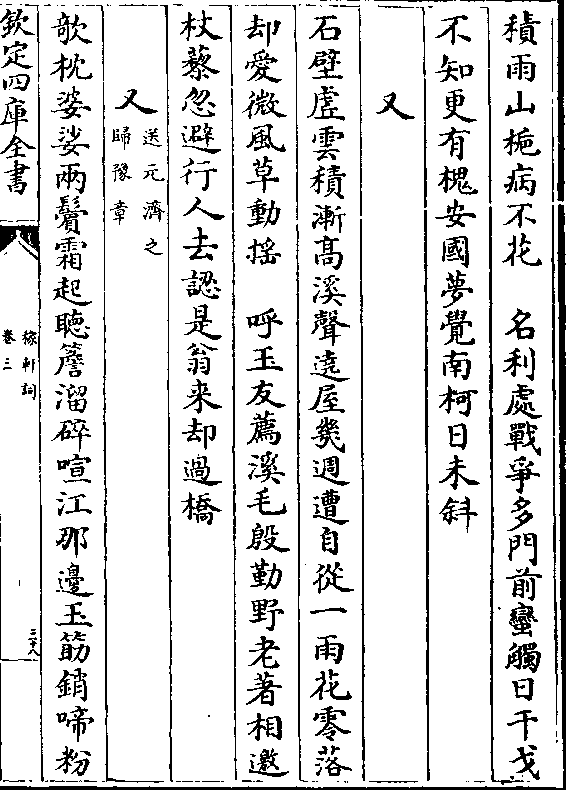 積雨山梔病不花　名利處戰爭多門前蠻觸日干戈
不知更有槐安國夢覺南柯日未斜
又
石壁虛雲積漸髙溪聲遶屋㡬週遭自從一雨花零落
却愛微風草動揺　呼玉友薦溪毛殷勤野老著相邀
杖藜忽避行人去認是翁来却過橋
又送元濟之
歸豫章
欹枕婆娑兩鬢霜起聴簷溜碎喧江那邊玉筯銷啼粉
欽定四庫全書
稼軒詞
卷三
三十八